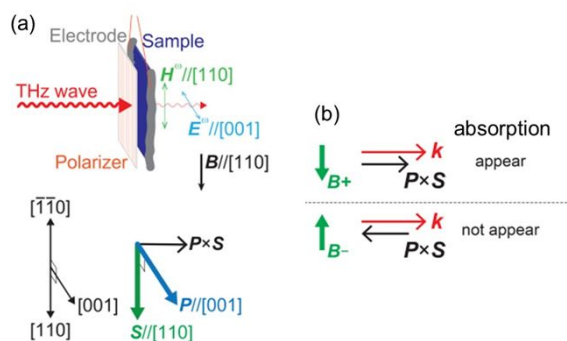 (a)
Electrode
Sample
H^ω//[110]
THz wave
E^ω//[001]
Polarizer
B//[110]
[1̄1̄0]
[001]
[110]
P×S
P//[001]
S//[110]
(b)
absorption
B+
k
P×S
appear
B−
k
P×S
not appear